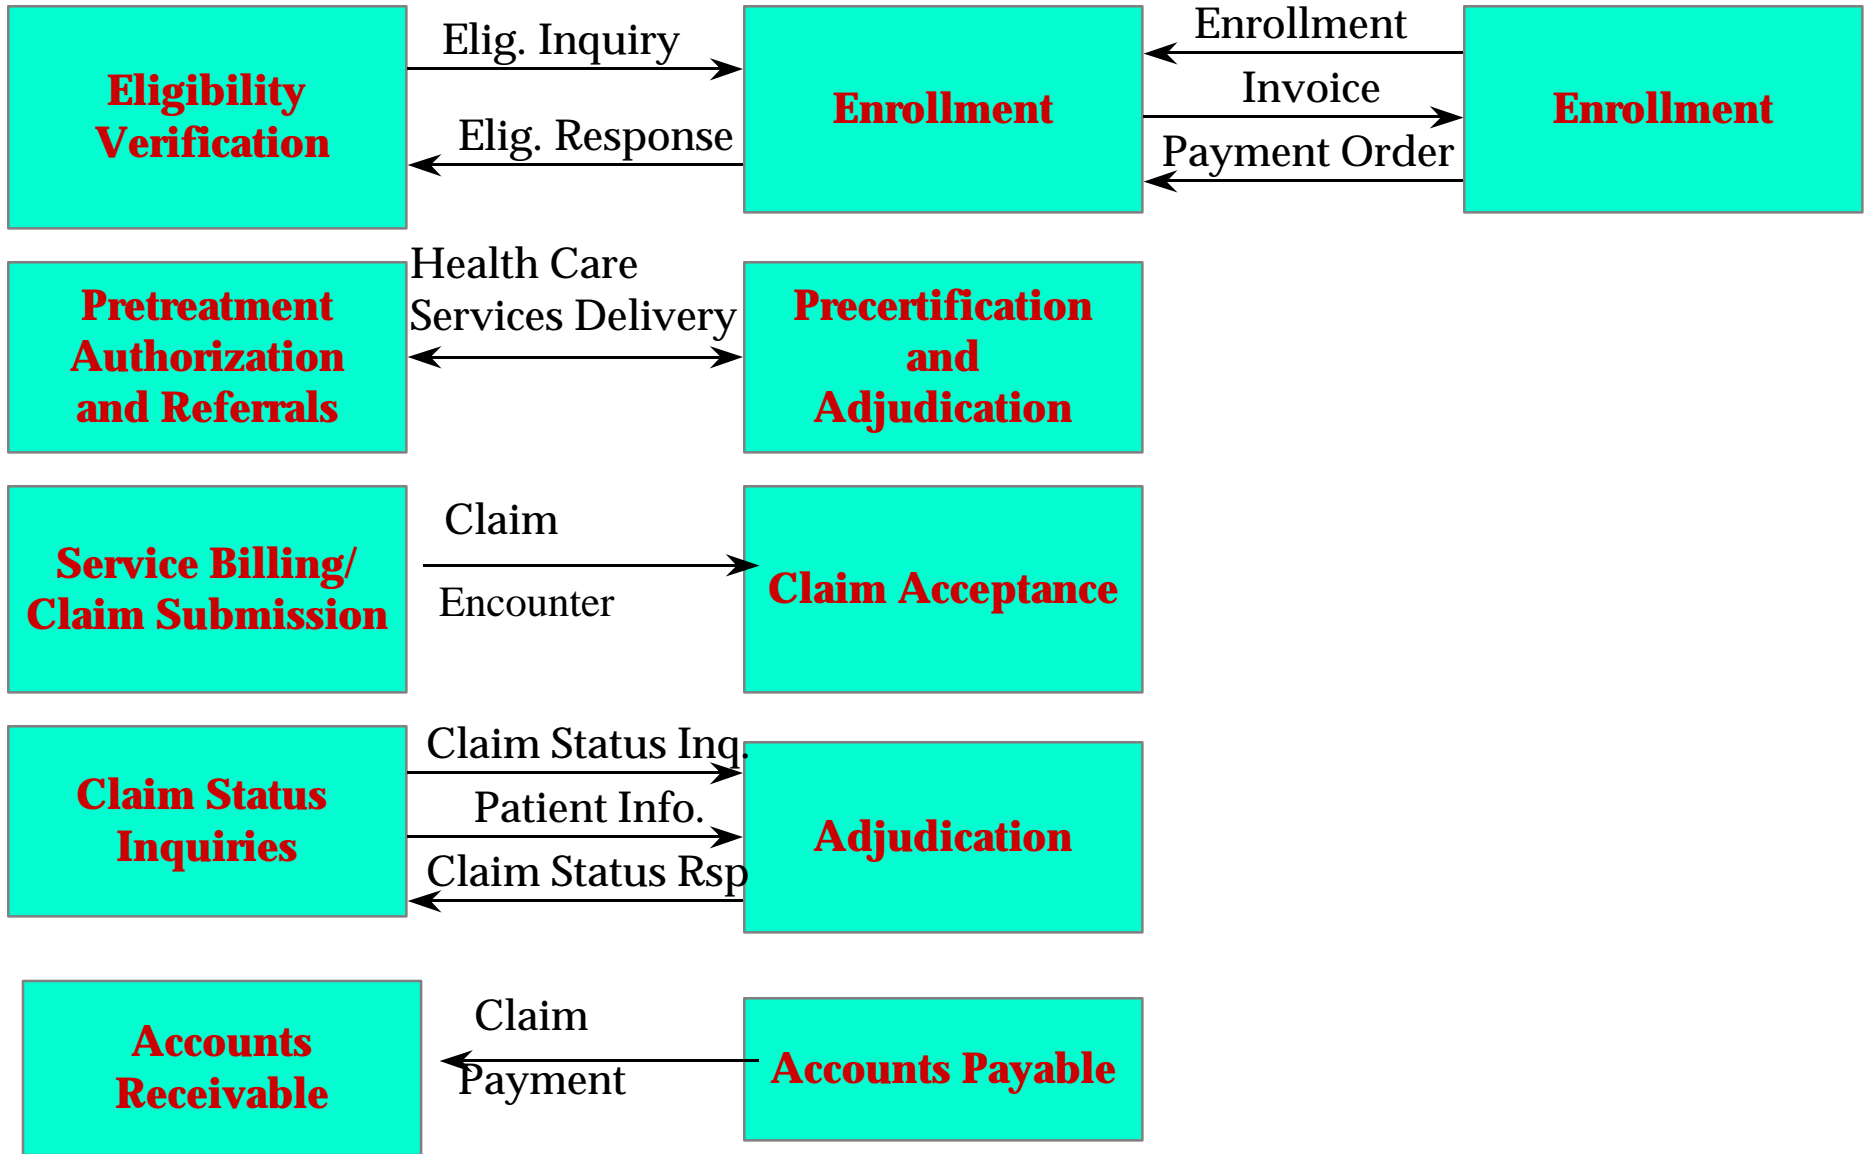 Eligibility
Verification
Elig. Inquiry
Elig. Response
Enrollment
Enrollment
Invoice
Payment Order
Enrollment
Pretreatment
Authorization
and Referrals
Health Care
Services Delivery
Precertification
and
Adjudication
Service Billing/
Claim Submission
Claim
Encounter
Claim Acceptance
Claim Status
Inquiries
Claim Status Inq.
Patient Info.
Claim Status Rsp
Adjudication
Accounts
Receivable
Claim
Payment
Accounts Payable